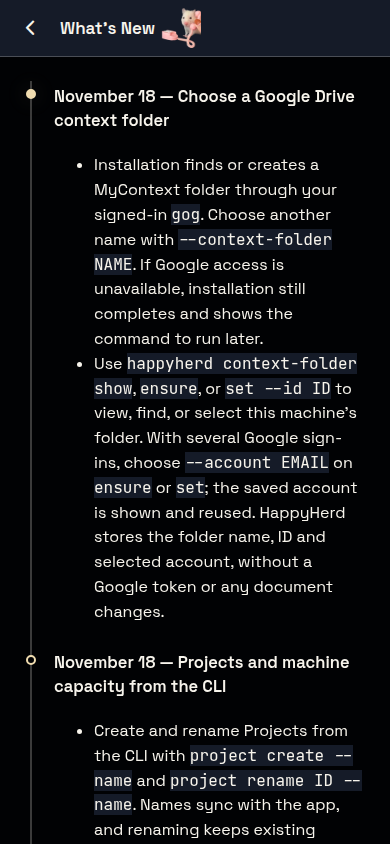 What's New
November 18 — Choose a Google Drive
context folder
• Installation finds or creates a
MyContext folder through your
signed-in gog. Choose another
name with --context-folder
NAME. If Google access is
unavailable, installation still
completes and shows the
command to run later.
• Use happyherd context-folder
show, ensure, or set --id ID to
view, find, or select this machine's
folder. With several Google sign-
ins, choose --account EMAIL on
ensure or set; the saved account
is shown and reused. HappyHerd
stores the folder name, ID and
selected account, without a
Google token or any document
changes.
November 18 — Projects and machine
capacity from the CLI
• Create and rename Projects from
the CLI with project create --
name and project rename ID --
name. Names sync with the app,
and renaming keeps existing